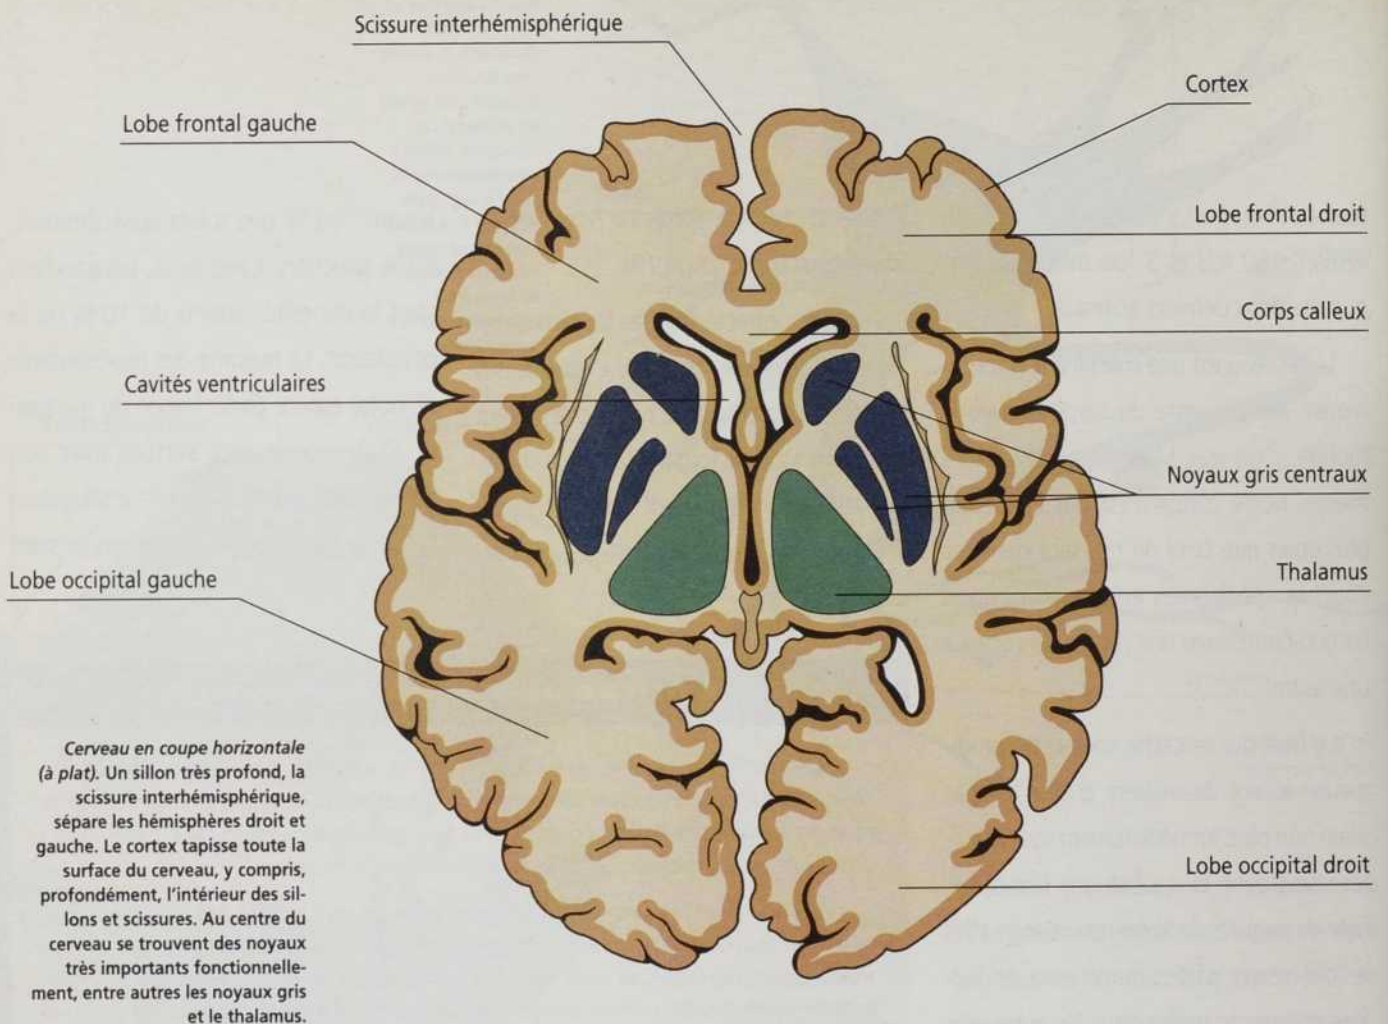 Scissure interhémisphérique
Cortex
Lobe frontal gauche
Lobe frontal droit
Corps calleux
Cavités ventriculaires
Noyaux gris centraux
Thalamus
Lobe occipital gauche
Lobe occipital droit
Cerveau en coupe horizontale
(à plat). Un sillon très profond, la
scissure interhémisphérique,
sépare les hémisphères droit et
gauche. Le cortex tapisse toute la
surface du cerveau, y compris,
profondément, l'intérieur des sil-
lons et scissures. Au centre du
cerveau se trouvent des noyaux
très importants fonctionnelle-
ment, entre autres les noyaux gris
et le thalamus.